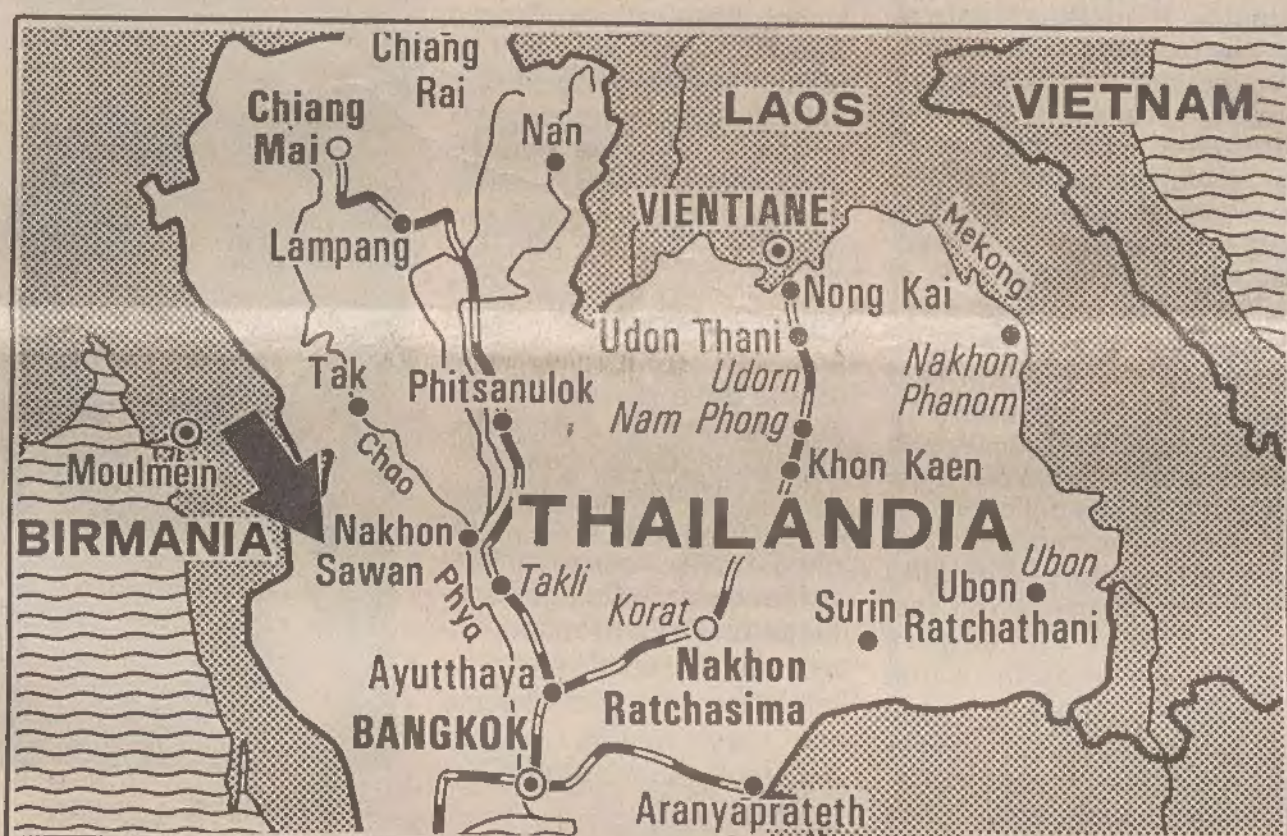 Chiang
Rai
Chiang
Mai
Nan
LAOS
VIETNAM
VIENTIANE
Lampang
Mekong
Nong Kai
Udon Thani
Udorn
Nakhon
Phanom
Tak
Phitsanulok
Nam Phong
Chao
Moulmein
Khon Kaen
BIRMANIA
Nakhon
Sawan
THAILANDIA
Phya
Takli
Korat
Surin
Ubon
Ubon
Ratchathani
Ayutthaya
Nakhon
Ratchasima
BANGKOK
Aranyaprateth